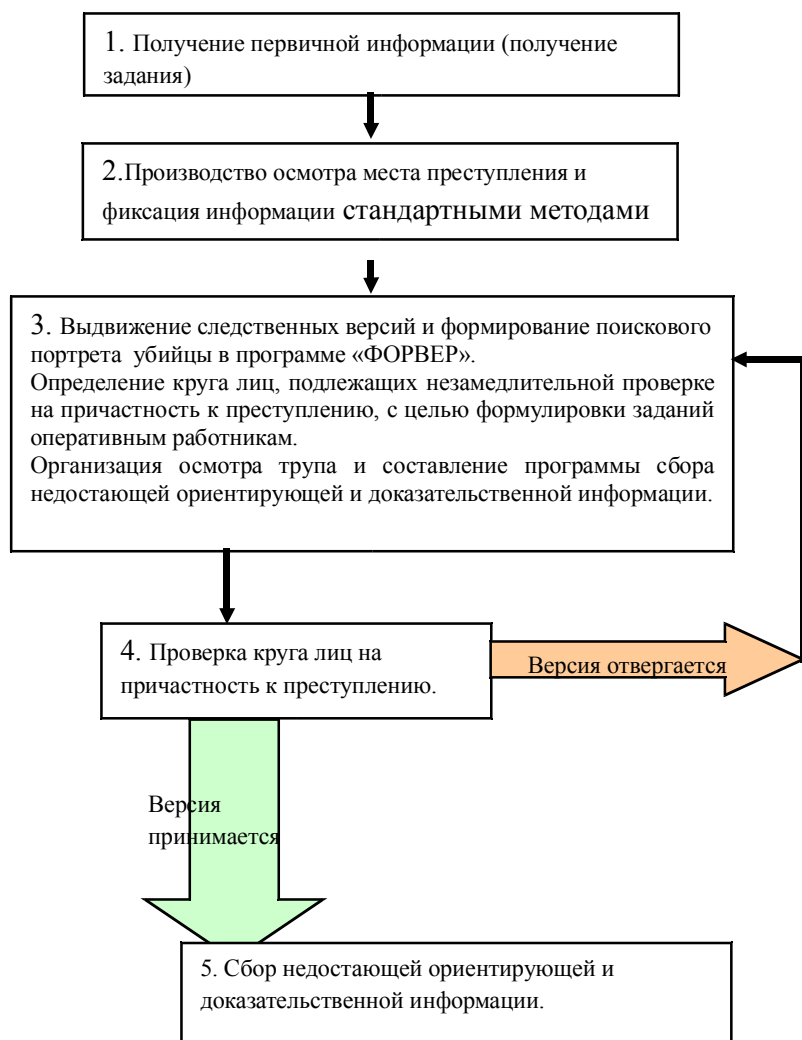 1. Получение первичной информации (получение
задания)
2.Производство осмотра места преступления и
фиксация информации стандартными методами
3. Выдвижение следственных версий и формирование поискового
портрета убийцы в программе «ФОРВЕР».
Определение круга лиц, подлежащих незамедлительной проверке
на причастность к преступлению, с целью формулировки заданий
оперативным работникам.
Организация осмотра трупа и составление программы сбора
недостающей ориентирующей и доказательственной информации.
4. Проверка круга лиц на
причастность к преступлению.
Версия отвергается
Версия
принимается
5. Сбор недостающей ориентирующей и
доказательственной информации.